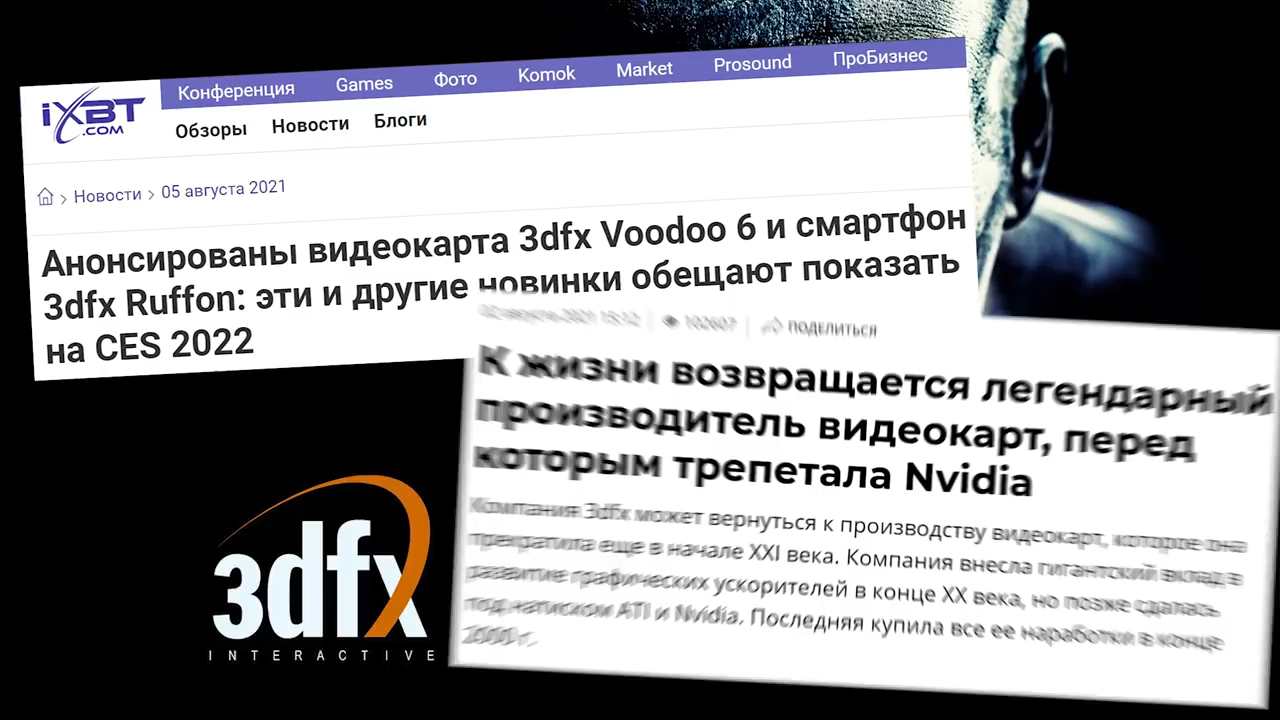 iXBT
.COM
Конференция Games Фото Komok Market Prosound ПроБизнес
Обзоры Новости Блоги
Новости › 05 августа 2021
Анонсированы видеокарта 3dfx Voodoo 6 и смартфон
3dfx Ruffon: эти и другие новинки обещают показать
на CES 2022
поделиться
К жизни возвращается легендарный
производитель видеокарт, перед
которым трепетала Nvidia
Компания 3dfx может вернуться к производству видеокарт, которое она
прекратила еще в начале XXI века. Компания внесла гигантский вклад в
развитие графических ускорителей в конце XX века, но позже сдалась
под натиском ATI и Nvidia. Последняя купила все ее наработки в конце
3dfx
INTERACTIVE